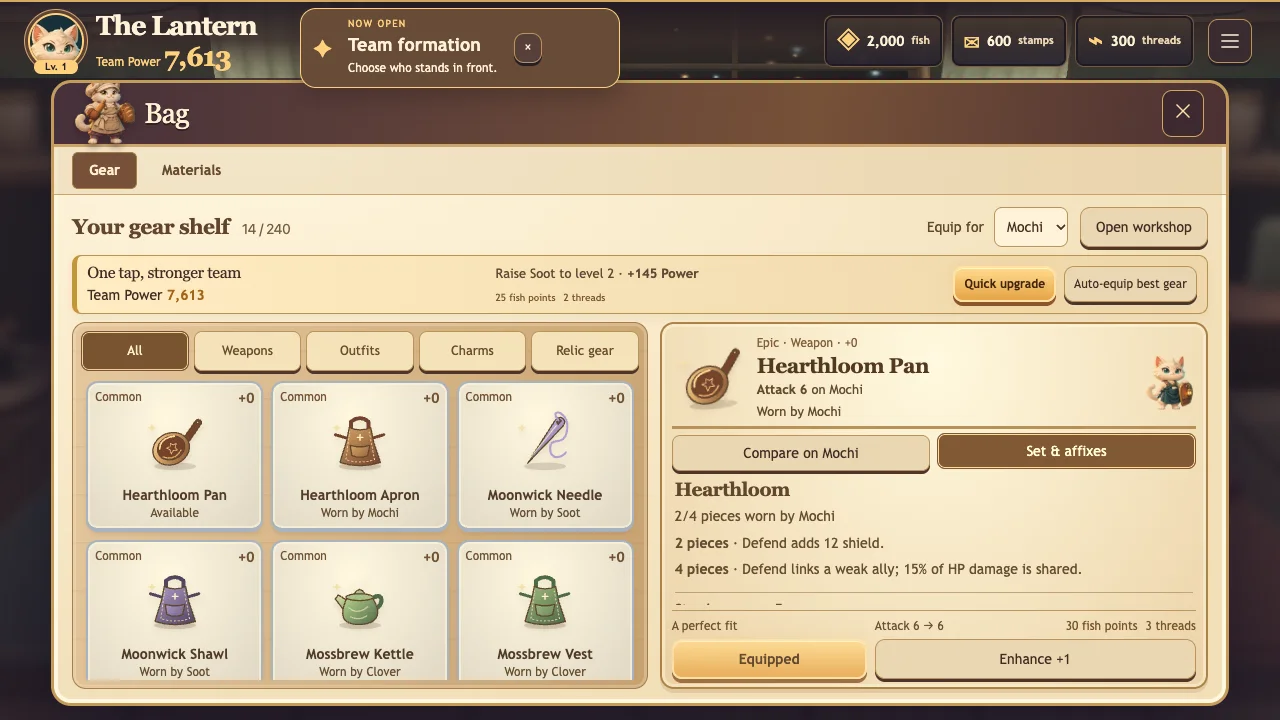 The Lantern
Lv. 1
Team Power 7,613
NOW OPEN
Team formation
Choose who stands in front.
×
2,000 fish
600 stamps
300 threads
Bag
Gear
Materials
Your gear shelf 14 / 240
Equip for Mochi
Open workshop
One tap, stronger team
Team Power 7,613
Raise Soot to level 2 · +145 Power
25 fish points 2 threads
Quick upgrade
Auto-equip best gear
All
Weapons
Outfits
Charms
Relic gear
Common +0
Hearthloom Pan
Available
Common +0
Hearthloom Apron
Worn by Mochi
Common +0
Moonwick Needle
Worn by Soot
Common +0
Moonwick Shawl
Worn by Soot
Common +0
Mossbrew Kettle
Worn by Clover
Common +0
Mossbrew Vest
Worn by Clover
Epic · Weapon · +0
Hearthloom Pan
Attack 6 on Mochi
Worn by Mochi
Compare on Mochi
Set & affixes
Hearthloom
2/4 pieces worn by Mochi
2 pieces · Defend adds 12 shield.
4 pieces · Defend links a weak ally; 15% of HP damage is shared.
A perfect fit
Attack 6 → 6
30 fish points 3 threads
Equipped
Enhance +1